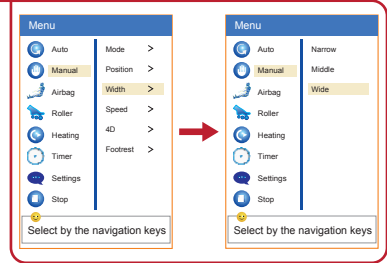 Menu
Auto
Manual
Airbag
Roller
Heating
Timer
Settings
Stop
Mode >
Position >
Width >
Speed >
4D >
Footrest >
Select by the navigation keys
Menu
Auto
Manual
Airbag
Roller
Heating
Timer
Settings
Stop
Narrow
Middle
Wide
Select by the navigation keys